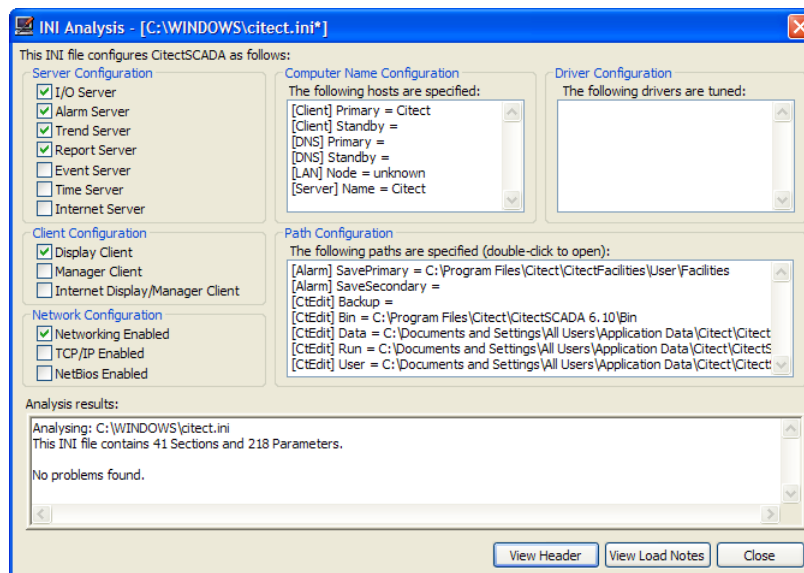 INI Analysis - [C:\WINDOWS\citect.ini*]
This INI file configures CitectSCADA as follows:
Server Configuration
I/O Server
Alarm Server
Trend Server
Report Server
Event Server
Time Server
Internet Server
Computer Name Configuration
The following hosts are specified:
[Client] Primary = Citect
[Client] Standby =
[DNS] Primary =
[DNS] Standby =
[LAN] Node = unknown
[Server] Name = Citect
Driver Configuration
The following drivers are tuned:
Client Configuration
Display Client
Manager Client
Internet Display/Manager Client
Network Configuration
Networking Enabled
TCP/IP Enabled
NetBios Enabled
Path Configuration
The following paths are specified (double-click to open):
[Alarm] SavePrimary = C:\Program Files\Citect\CitectFacilities\User\Facilities
[Alarm] SaveSecondary =
[CtEdit] Backup =
[CtEdit] Bin = C:\Program Files\Citect\CitectSCADA 6.10\Bin
[CtEdit] Data = C:\Documents and Settings\All Users\Application Data\Citect\Citect
[CtEdit] Run = C:\Documents and Settings\All Users\Application Data\Citect\CitectS
[CtEdit] User = C:\Documents and Settings\All Users\Application Data\Citect\Citect
Analysis results:
Analysing: C:\WINDOWS\citect.ini
This INI file contains 41 Sections and 218 Parameters.
No problems found.
View Header
View Load Notes
Close